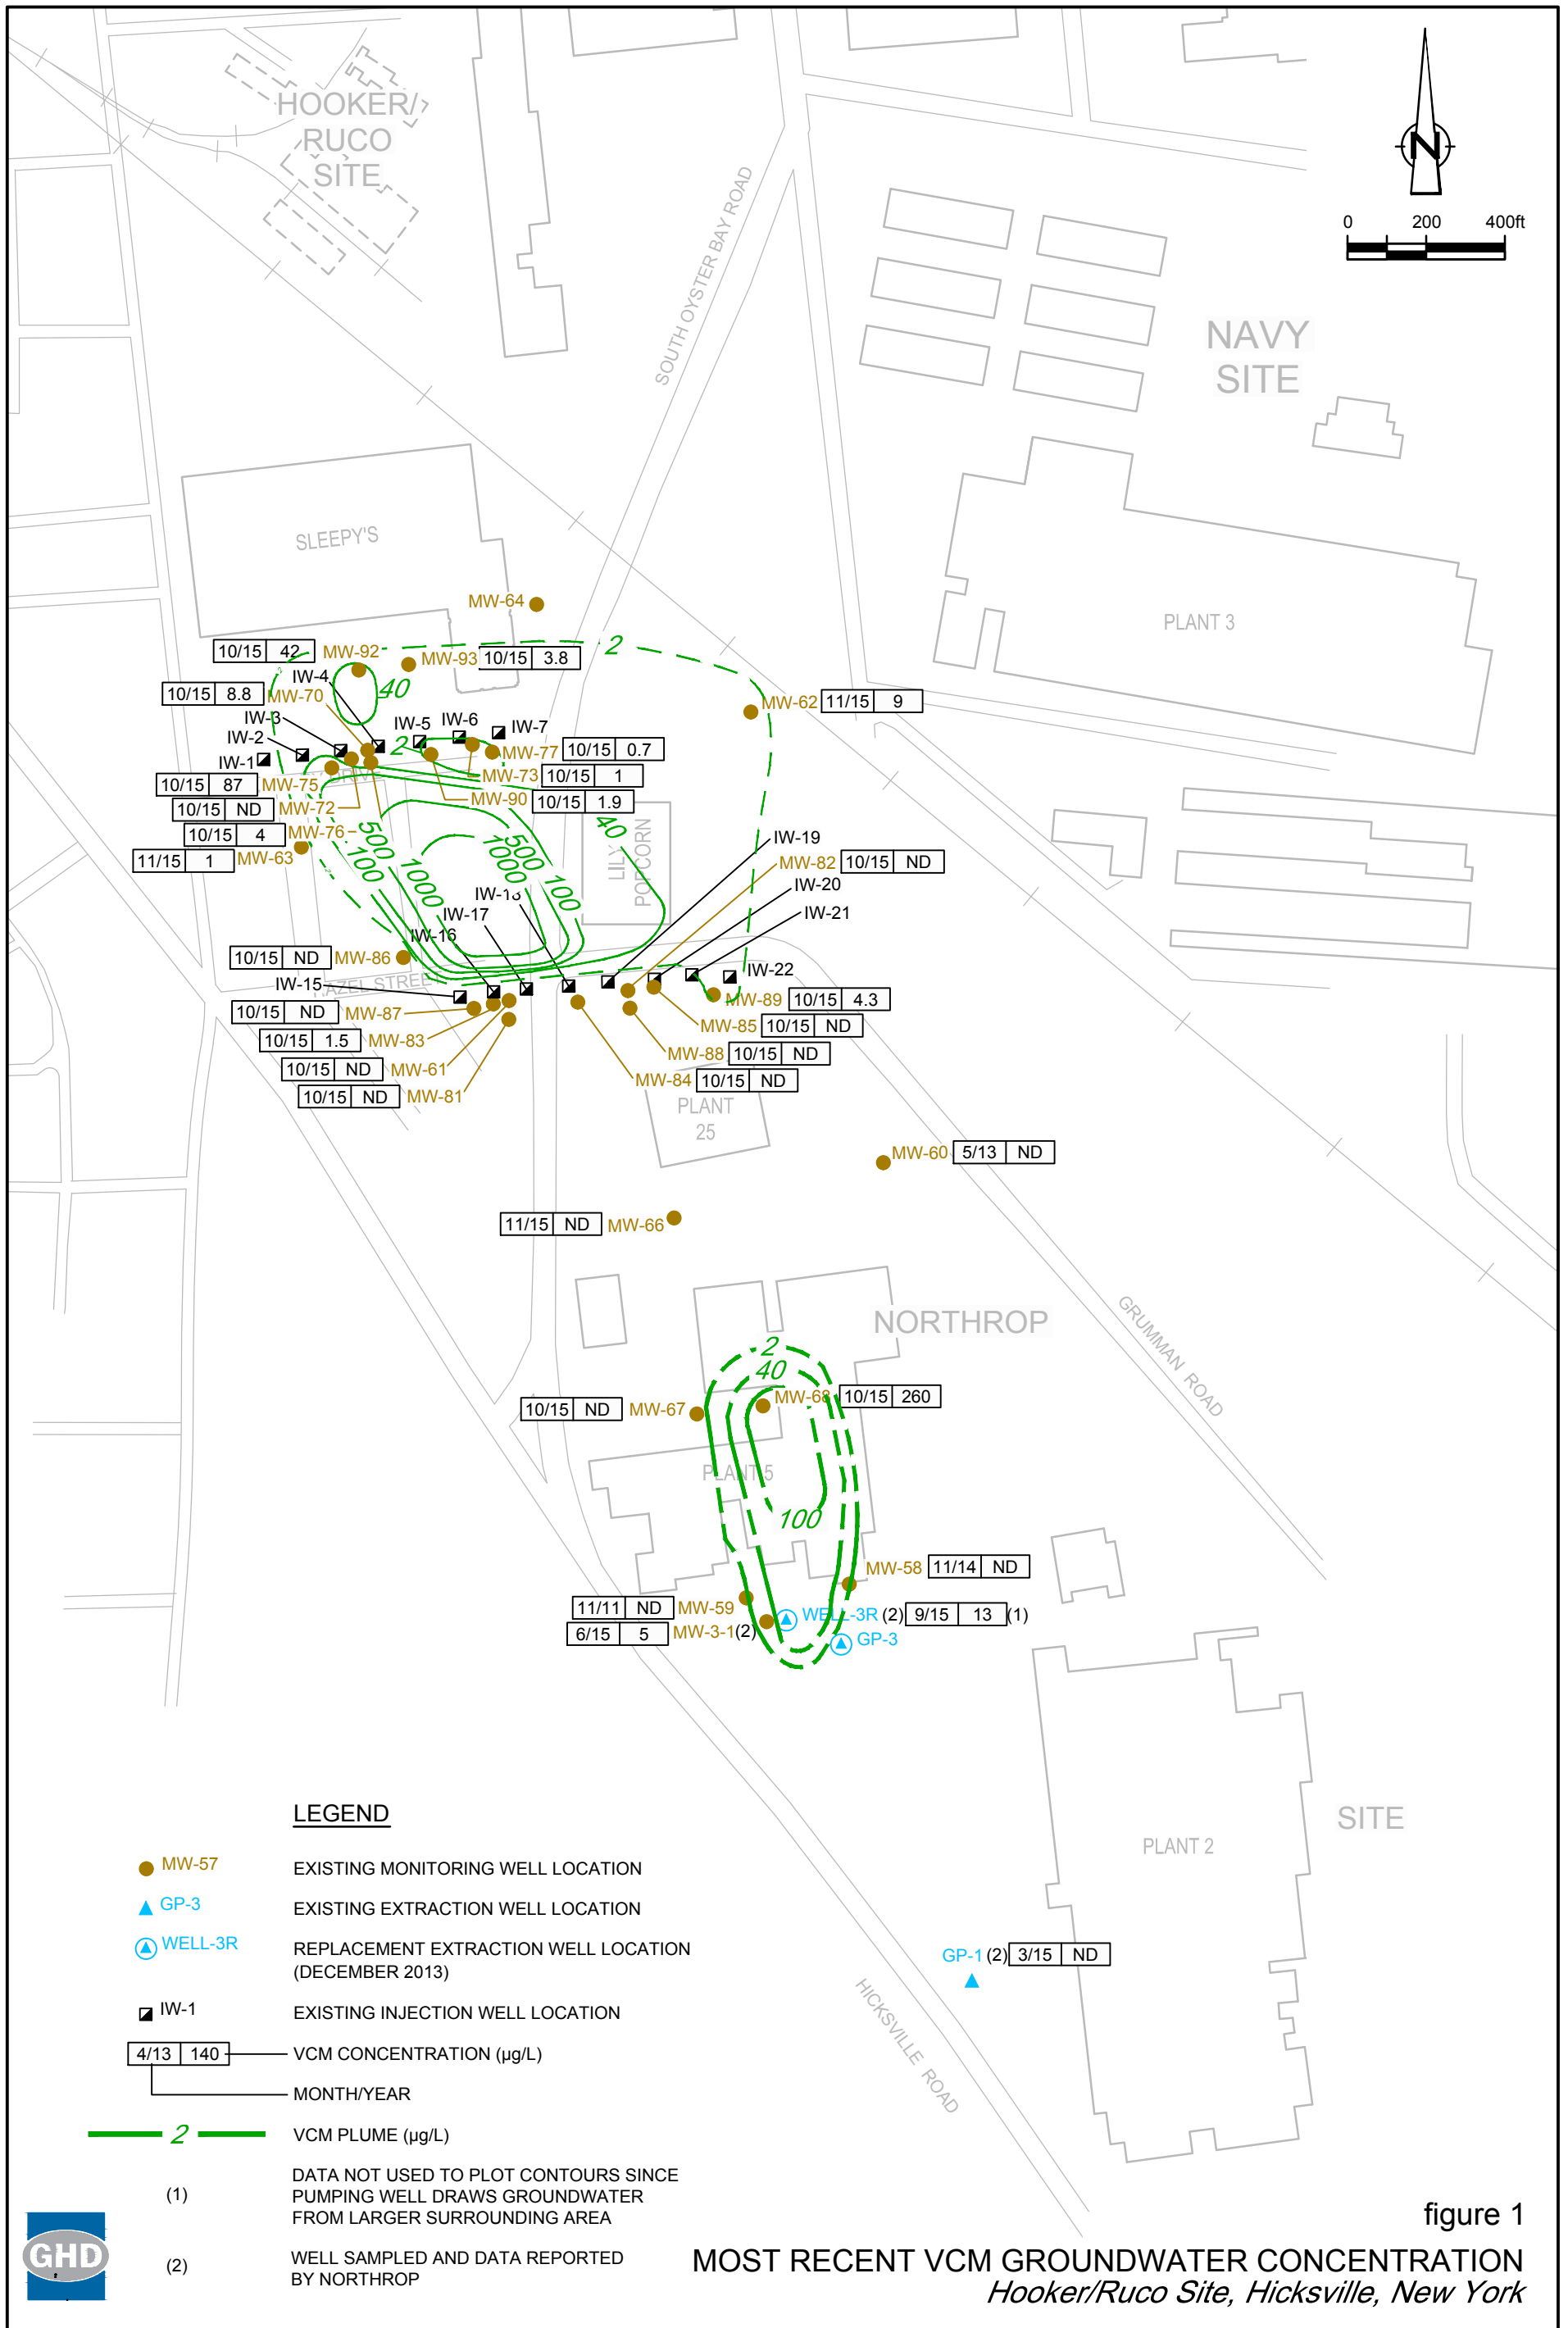 HOOKER/
RUCO
SITE
N
0 200 400ft
SOUTH OYSTER BAY ROAD
NAVY
SITE
SLEEPY'S
PLANT 3
MW-64
2
10/15 42 MW-92
MW-93 10/15 3.8
IW-4
40
10/15 8.8 MW-70
MW-62 11/15 9
IW-3
IW-5 IW-6 IW-7
IW-2
2
IW-1
MW-77 10/15 0.7
10/15 87 MW-75
MW-73 10/15 1
10/15 ND MW-72
MW-90 10/15 1.9
10/15 4 MW-76
11/15 1 MW-63
500
100
1000
500
1000
100
40
LILY
POPCORN
IW-19
MW-82 10/15 ND
IW-20
IW-21
IW-17
IW-16
10/15 ND MW-86
IW-22
IW-15
MW-89 10/15 4.3
10/15 ND MW-87
MW-85 10/15 ND
10/15 1.5 MW-83
MW-88 10/15 ND
10/15 ND MW-61
MW-84 10/15 ND
10/15 ND MW-81
PLANT
25
MW-60 5/13 ND
11/15 ND MW-66
NORTHROP
GRUMMAN ROAD
2
40
MW-68 10/15 260
10/15 ND MW-67
PLANT 5
100
MW-58 11/14 ND
11/11 ND MW-59
WELL-3R (2) 9/15 13 (1)
6/15 5 MW-3-1(2)
GP-3
SITE
PLANT 2
GP-1 (2) 3/15 ND
HICKSVILLE ROAD
LEGEND
MW-57 EXISTING MONITORING WELL LOCATION
GP-3 EXISTING EXTRACTION WELL LOCATION
WELL-3R REPLACEMENT EXTRACTION WELL LOCATION
(DECEMBER 2013)
IW-1 EXISTING INJECTION WELL LOCATION
4/13 140 VCM CONCENTRATION (µg/L)
MONTH/YEAR
2 VCM PLUME (µg/L)
(1) DATA NOT USED TO PLOT CONTOURS SINCE
PUMPING WELL DRAWS GROUNDWATER
FROM LARGER SURROUNDING AREA
(2) WELL SAMPLED AND DATA REPORTED
BY NORTHROP
GHD
figure 1
MOST RECENT VCM GROUNDWATER CONCENTRATION
Hooker/Ruco Site, Hicksville, New York